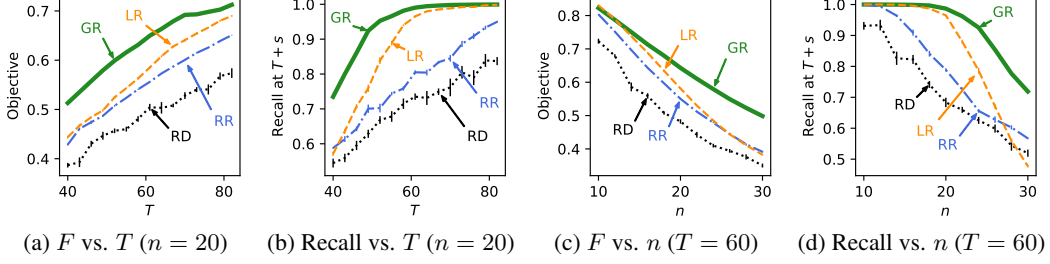 Objective
0.7
0.6
0.5
0.4
GR
LR
RR
RD
40
60
80
T
(a) F vs. T (n = 20)
Recall at T + s
1.0
0.9
0.8
0.7
0.6
GR
LR
RR
RD
40
60
80
T
(b) Recall vs. T (n = 20)
Objective
0.8
0.7
0.6
0.5
0.4
LR
GR
RD
RR
10
20
30
n
(c) F vs. n (T = 60)
Recall at T + s
1.0
0.9
0.8
0.7
0.6
0.5
GR
RD
LR
RR
10
20
30
n
(d) Recall vs. n (T = 60)